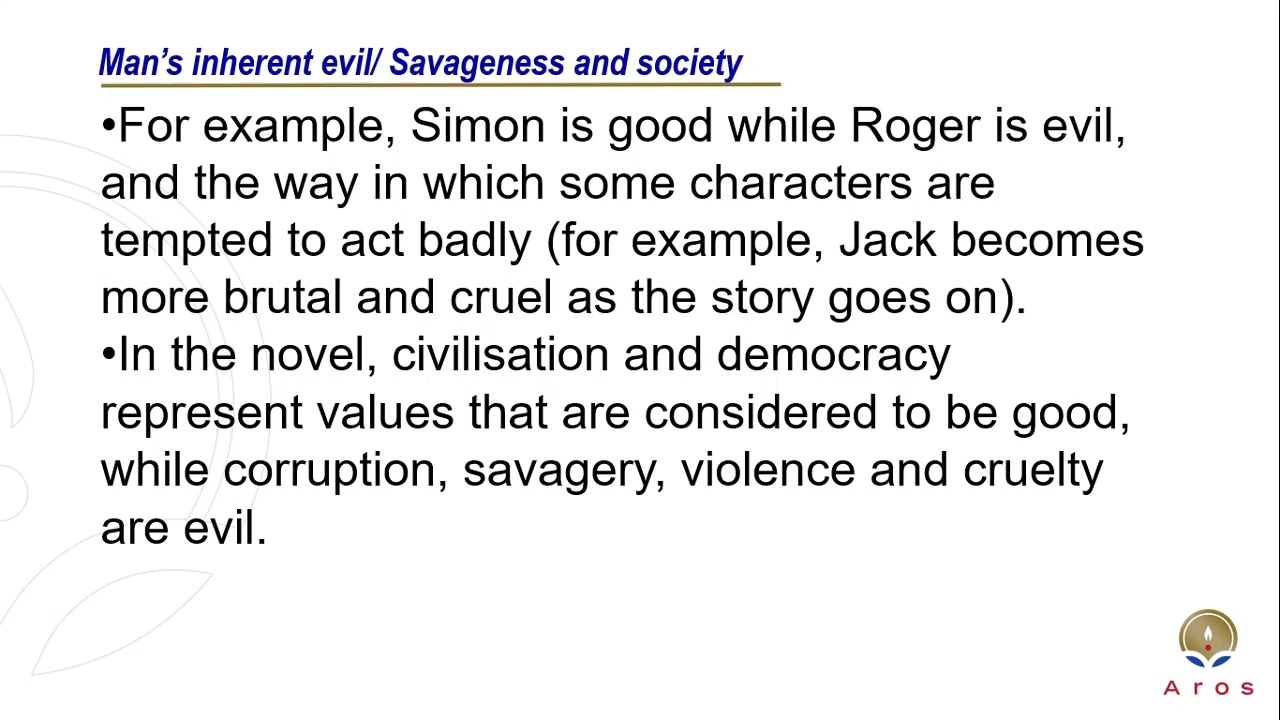 Man's inherent evil/ Savageness and society
•For example, Simon is good while Roger is evil,
and the way in which some characters are
tempted to act badly (for example, Jack becomes
more brutal and cruel as the story goes on).
•In the novel, civilisation and democracy
represent values that are considered to be good,
while corruption, savagery, violence and cruelty
are evil.
Aros